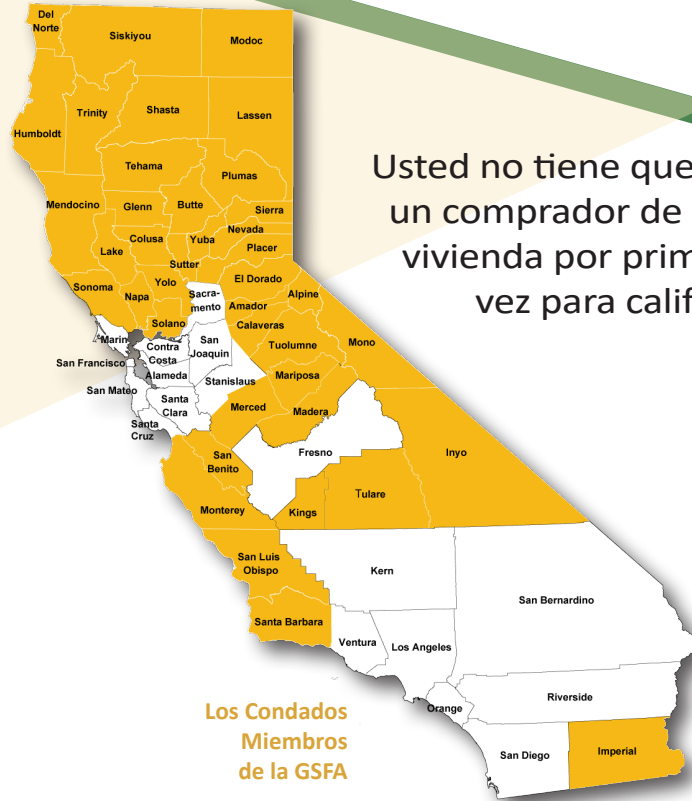 Del
Norte
Siskiyou
Modoc
Humboldt
Trinity
Shasta
Lassen
Tehama
Plumas
Mendocino
Glenn
Butte
Sierra
Nevada
Placer
Colusa
Yuba
Lake
Sutter
Sonoma
Napa
Yolo
El Dorado
Alpine
Sacra-
mento
Amador
Solano
Calaveras
Marin
Contra
Costa
San
Joaquin
Tuolumne
Mono
San Francisco
Alameda
Stanislaus
Mariposa
San Mateo
Santa
Clara
Merced
Madera
Santa
Cruz
Fresno
Inyo
San
Benito
Tulare
Monterey
Kings
San Luis
Obispo
Kern
San Bernardino
Santa Barbara
Ventura
Los Angeles
Orange
Riverside
San Diego
Imperial
Usted no tiene que
un comprador de
vivienda por prim
vez para calif
Los Condados
Miembros
de la GSFA